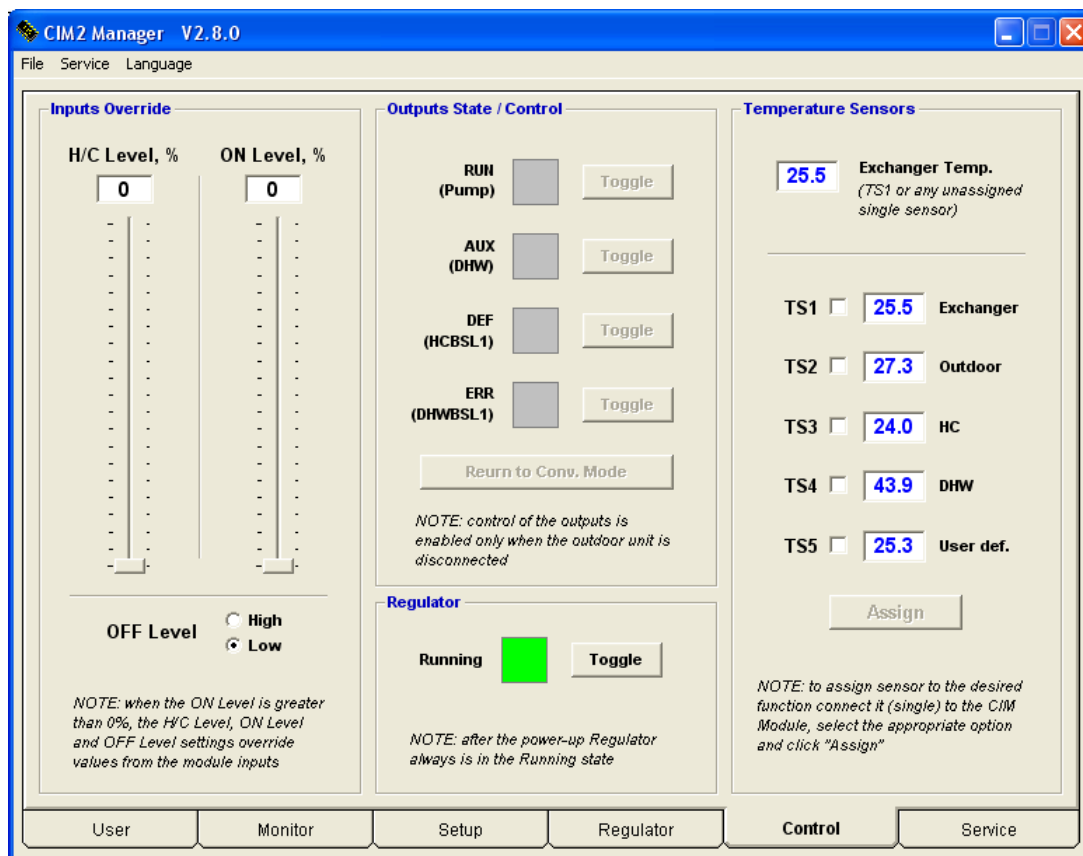 CIM2 Manager V2.8.0
File Service Language
Inputs Override
H/C Level, %
ON Level, %
0
0
OFF Level
High
Low
NOTE: when the ON Level is greater
than 0%, the H/C Level, ON Level
and OFF Level settings override
values from the module inputs
Outputs State / Control
RUN
(Pump)
Toggle
AUX
(DHW)
Toggle
DEF
(HCBSL1)
Toggle
ERR
(DHWBSL1)
Toggle
Reurn to Conv. Mode
NOTE: control of the outputs is
enabled only when the outdoor unit is
disconnected
Regulator
Running
Toggle
NOTE: after the power-up Regulator
always is in the Running state
Temperature Sensors
25.5
Exchanger Temp.
(TS1 or any unassigned
single sensor)
TS1 25.5 Exchanger
TS2 27.3 Outdoor
TS3 24.0 HC
TS4 43.9 DHW
TS5 25.3 User def.
Assign
NOTE: to assign sensor to the desired
function connect it (single) to the CIM
Module, select the appropriate option
and click "Assign"
User
Monitor
Setup
Regulator
Control
Service